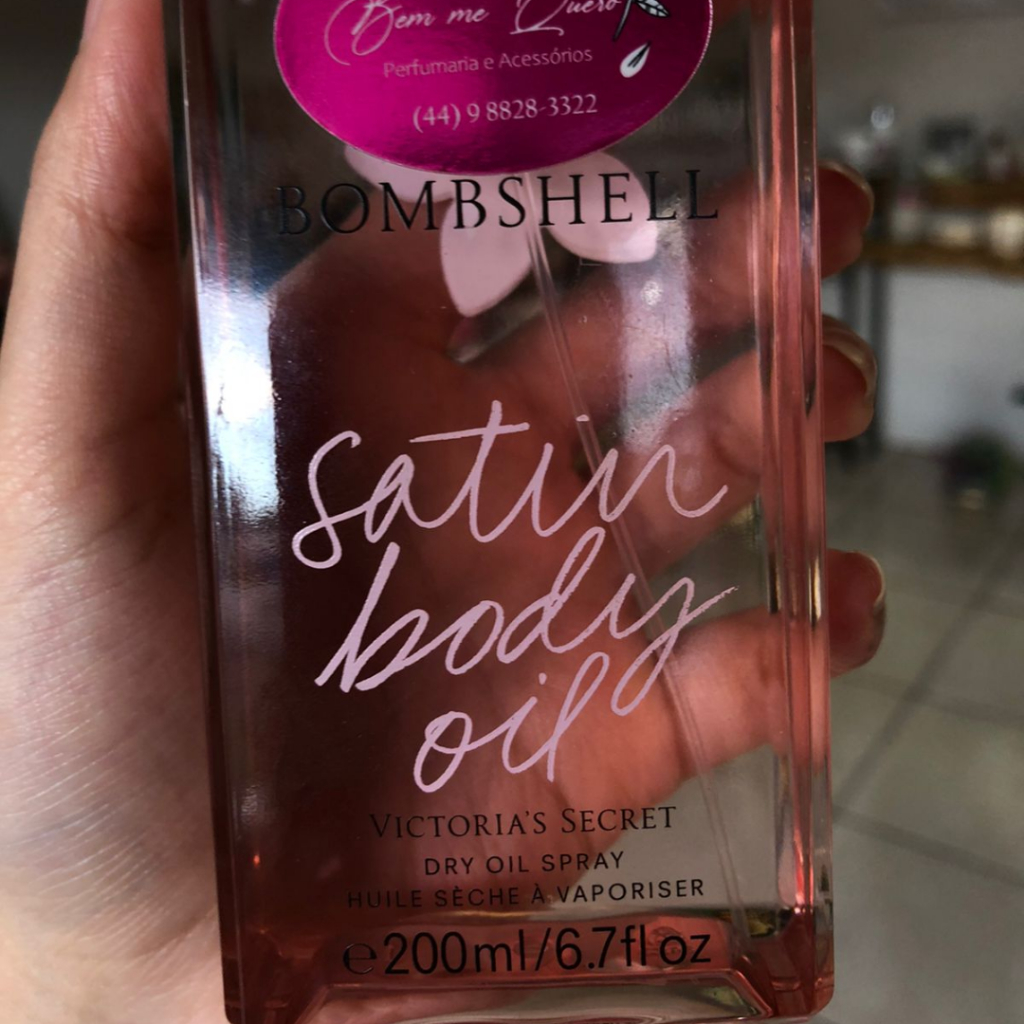 Bem me Quero
Perfumaria e Acessórios
(44) 9 8828-3322
BOMBSHELL
satin
body
oil
VICTORIA'S SECRET
DRY OIL SPRAY
HUILE SÈCHE À VAPORISER
℮200ml/6.7fl oz